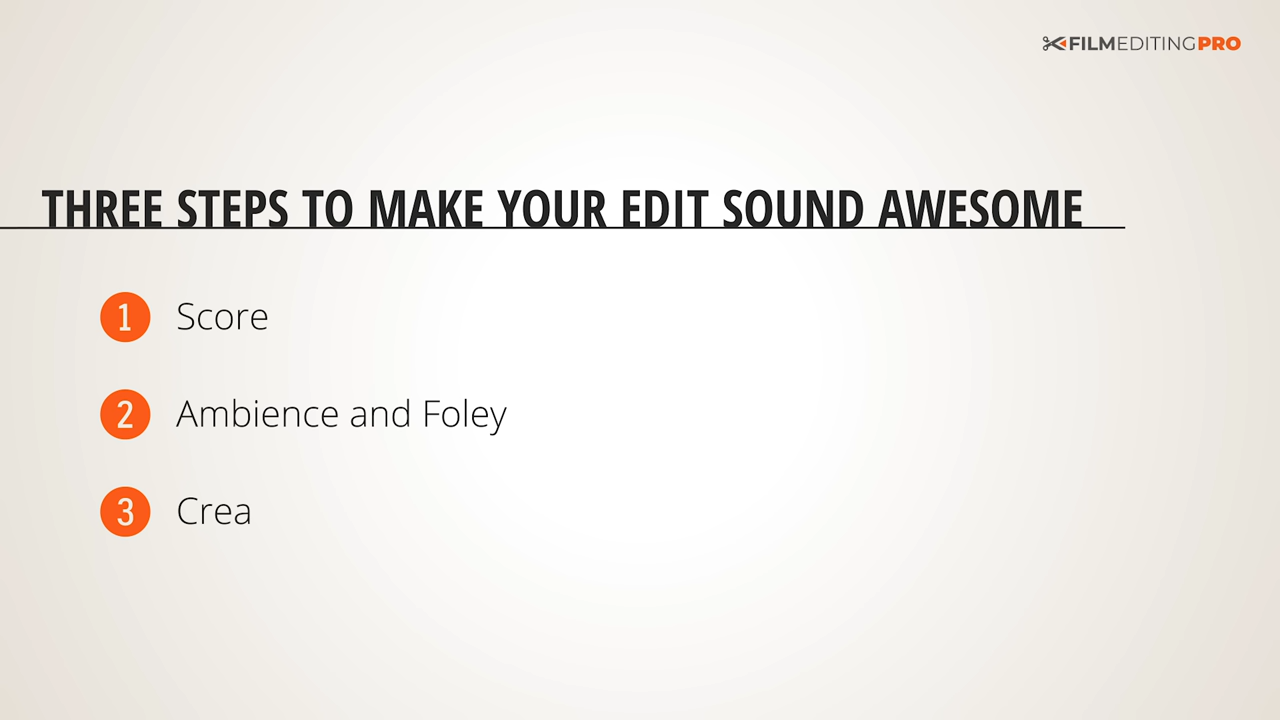 FILMEDITINGPRO
THREE STEPS TO MAKE YOUR EDIT SOUND AWESOME
1 Score
2 Ambience and Foley
3 Crea